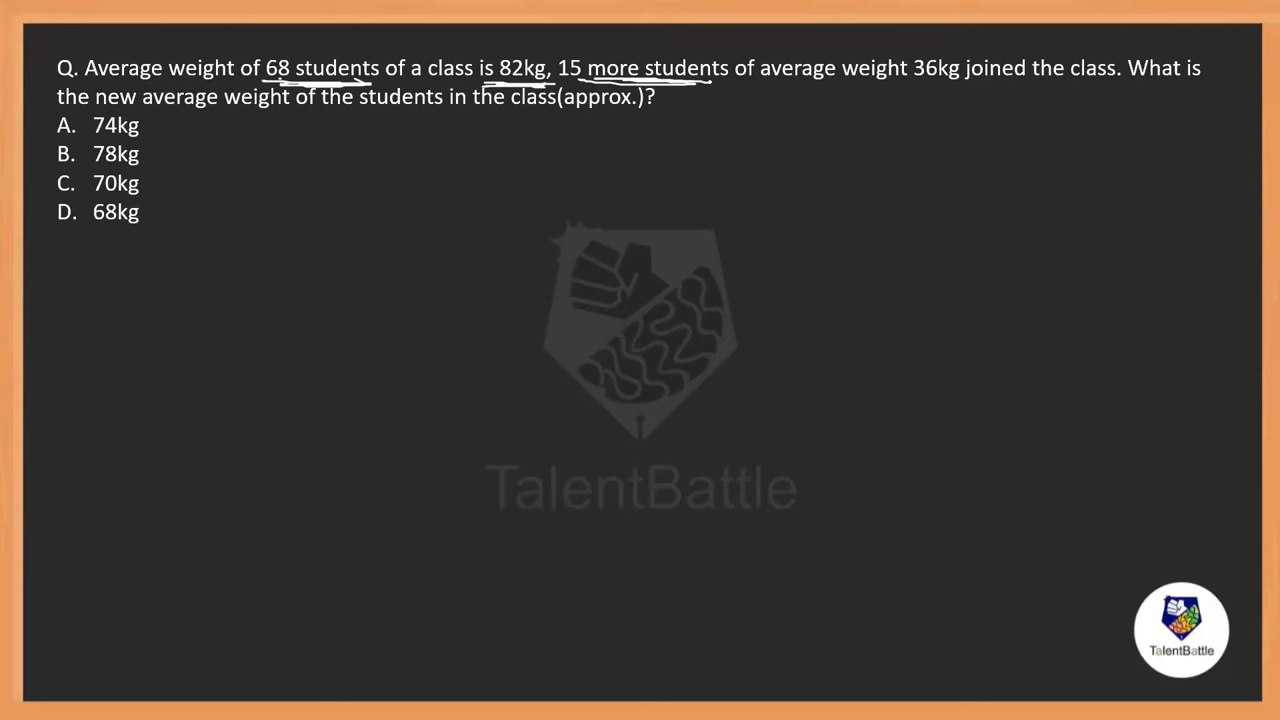 Q. Average weight of 68 students of a class is 82kg, 15 more students of average weight 36kg joined the class. What is
the new average weight of the students in the class(approx.)?
A. 74kg
B. 78kg
C. 70kg
D. 68kg
TalentBattle
TalentBattle